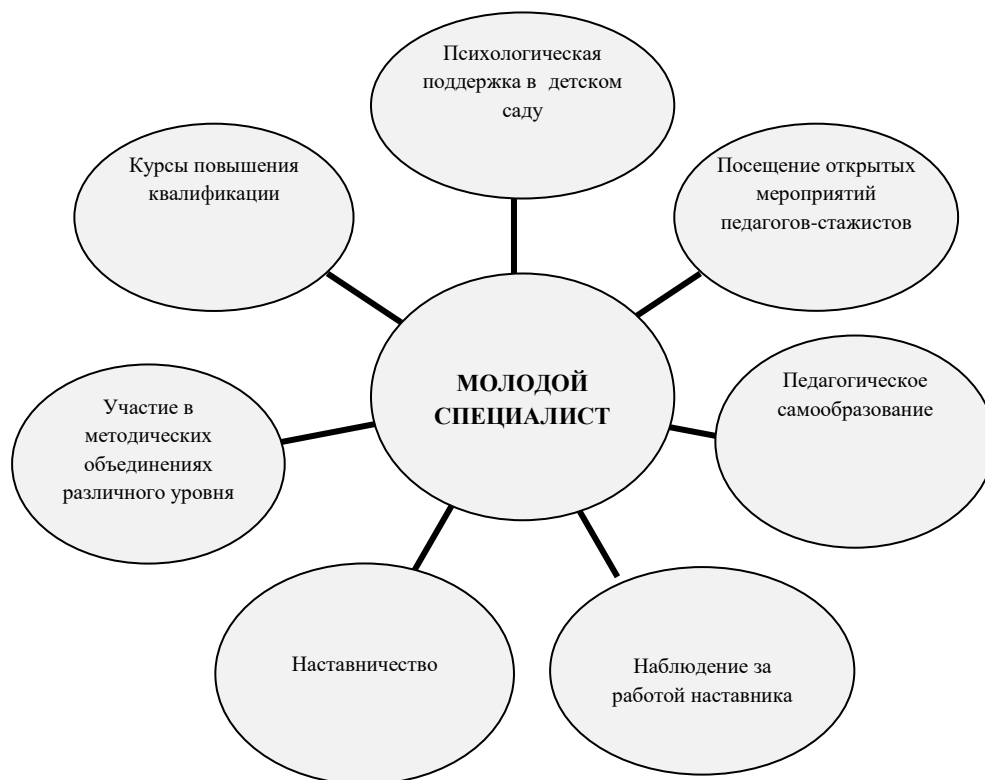 Психологическая
поддержка в детском
саду
Курсы повышения
квалификации
Посещение открытых
мероприятий
педагогов-стажистов
МОЛОДОЙ
СПЕЦИАЛИСТ
Педагогическое
самообразование
Участие в
методических
объединениях
различного уровня
Наставничество
Наблюдение за
работой наставника